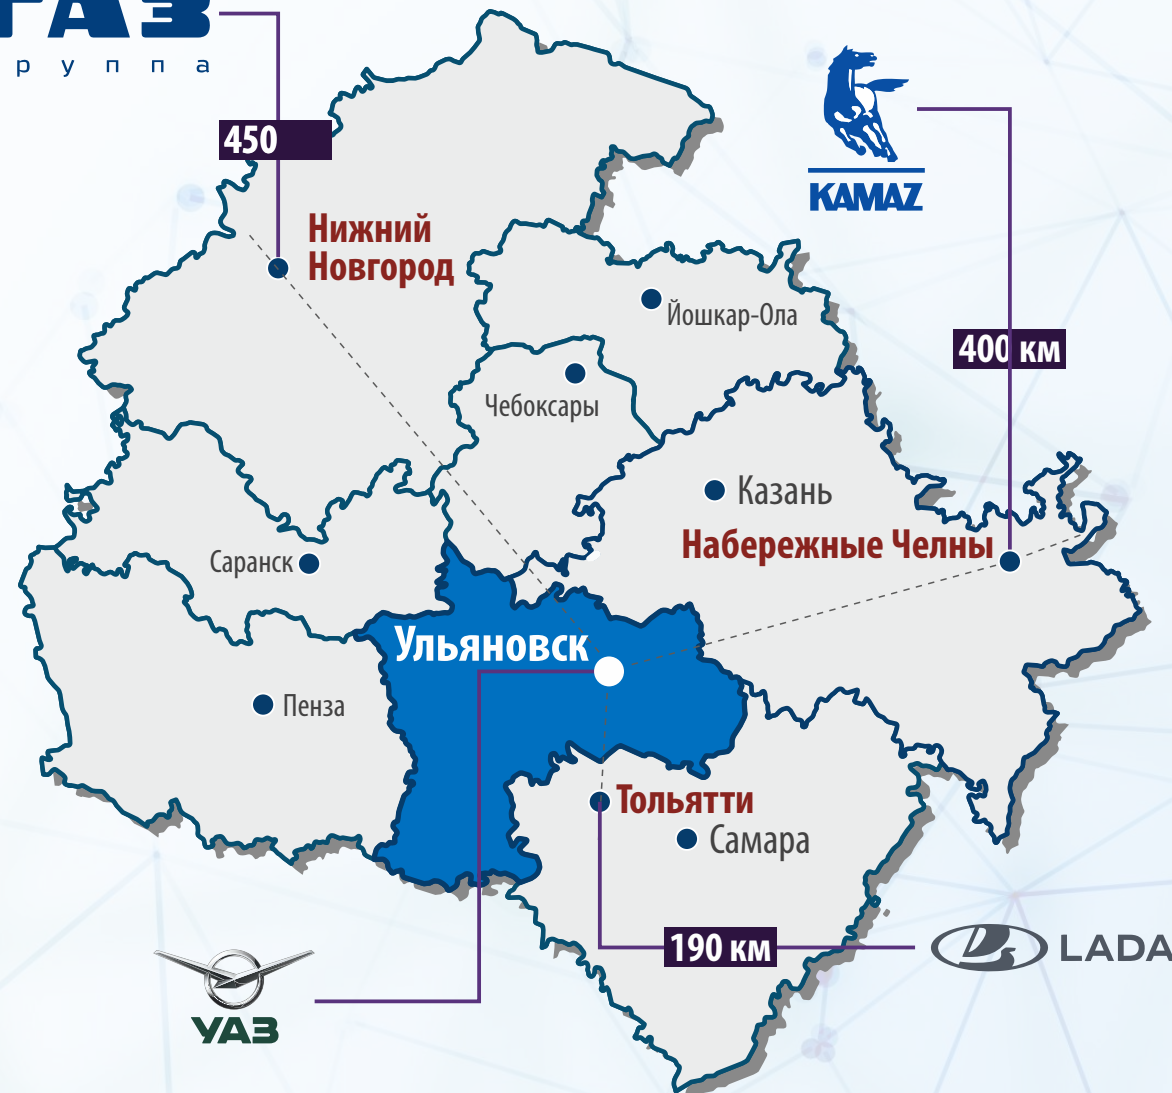 ГАЗ
руппа
450
KAMAZ
Нижний
Новгород
Йошкар-Ола
400 км
Чебоксары
Казань
Набережные Челны
Саранск
Ульяновск
Пенза
Тольятти
Самара
190 км
LADA
УАЗ